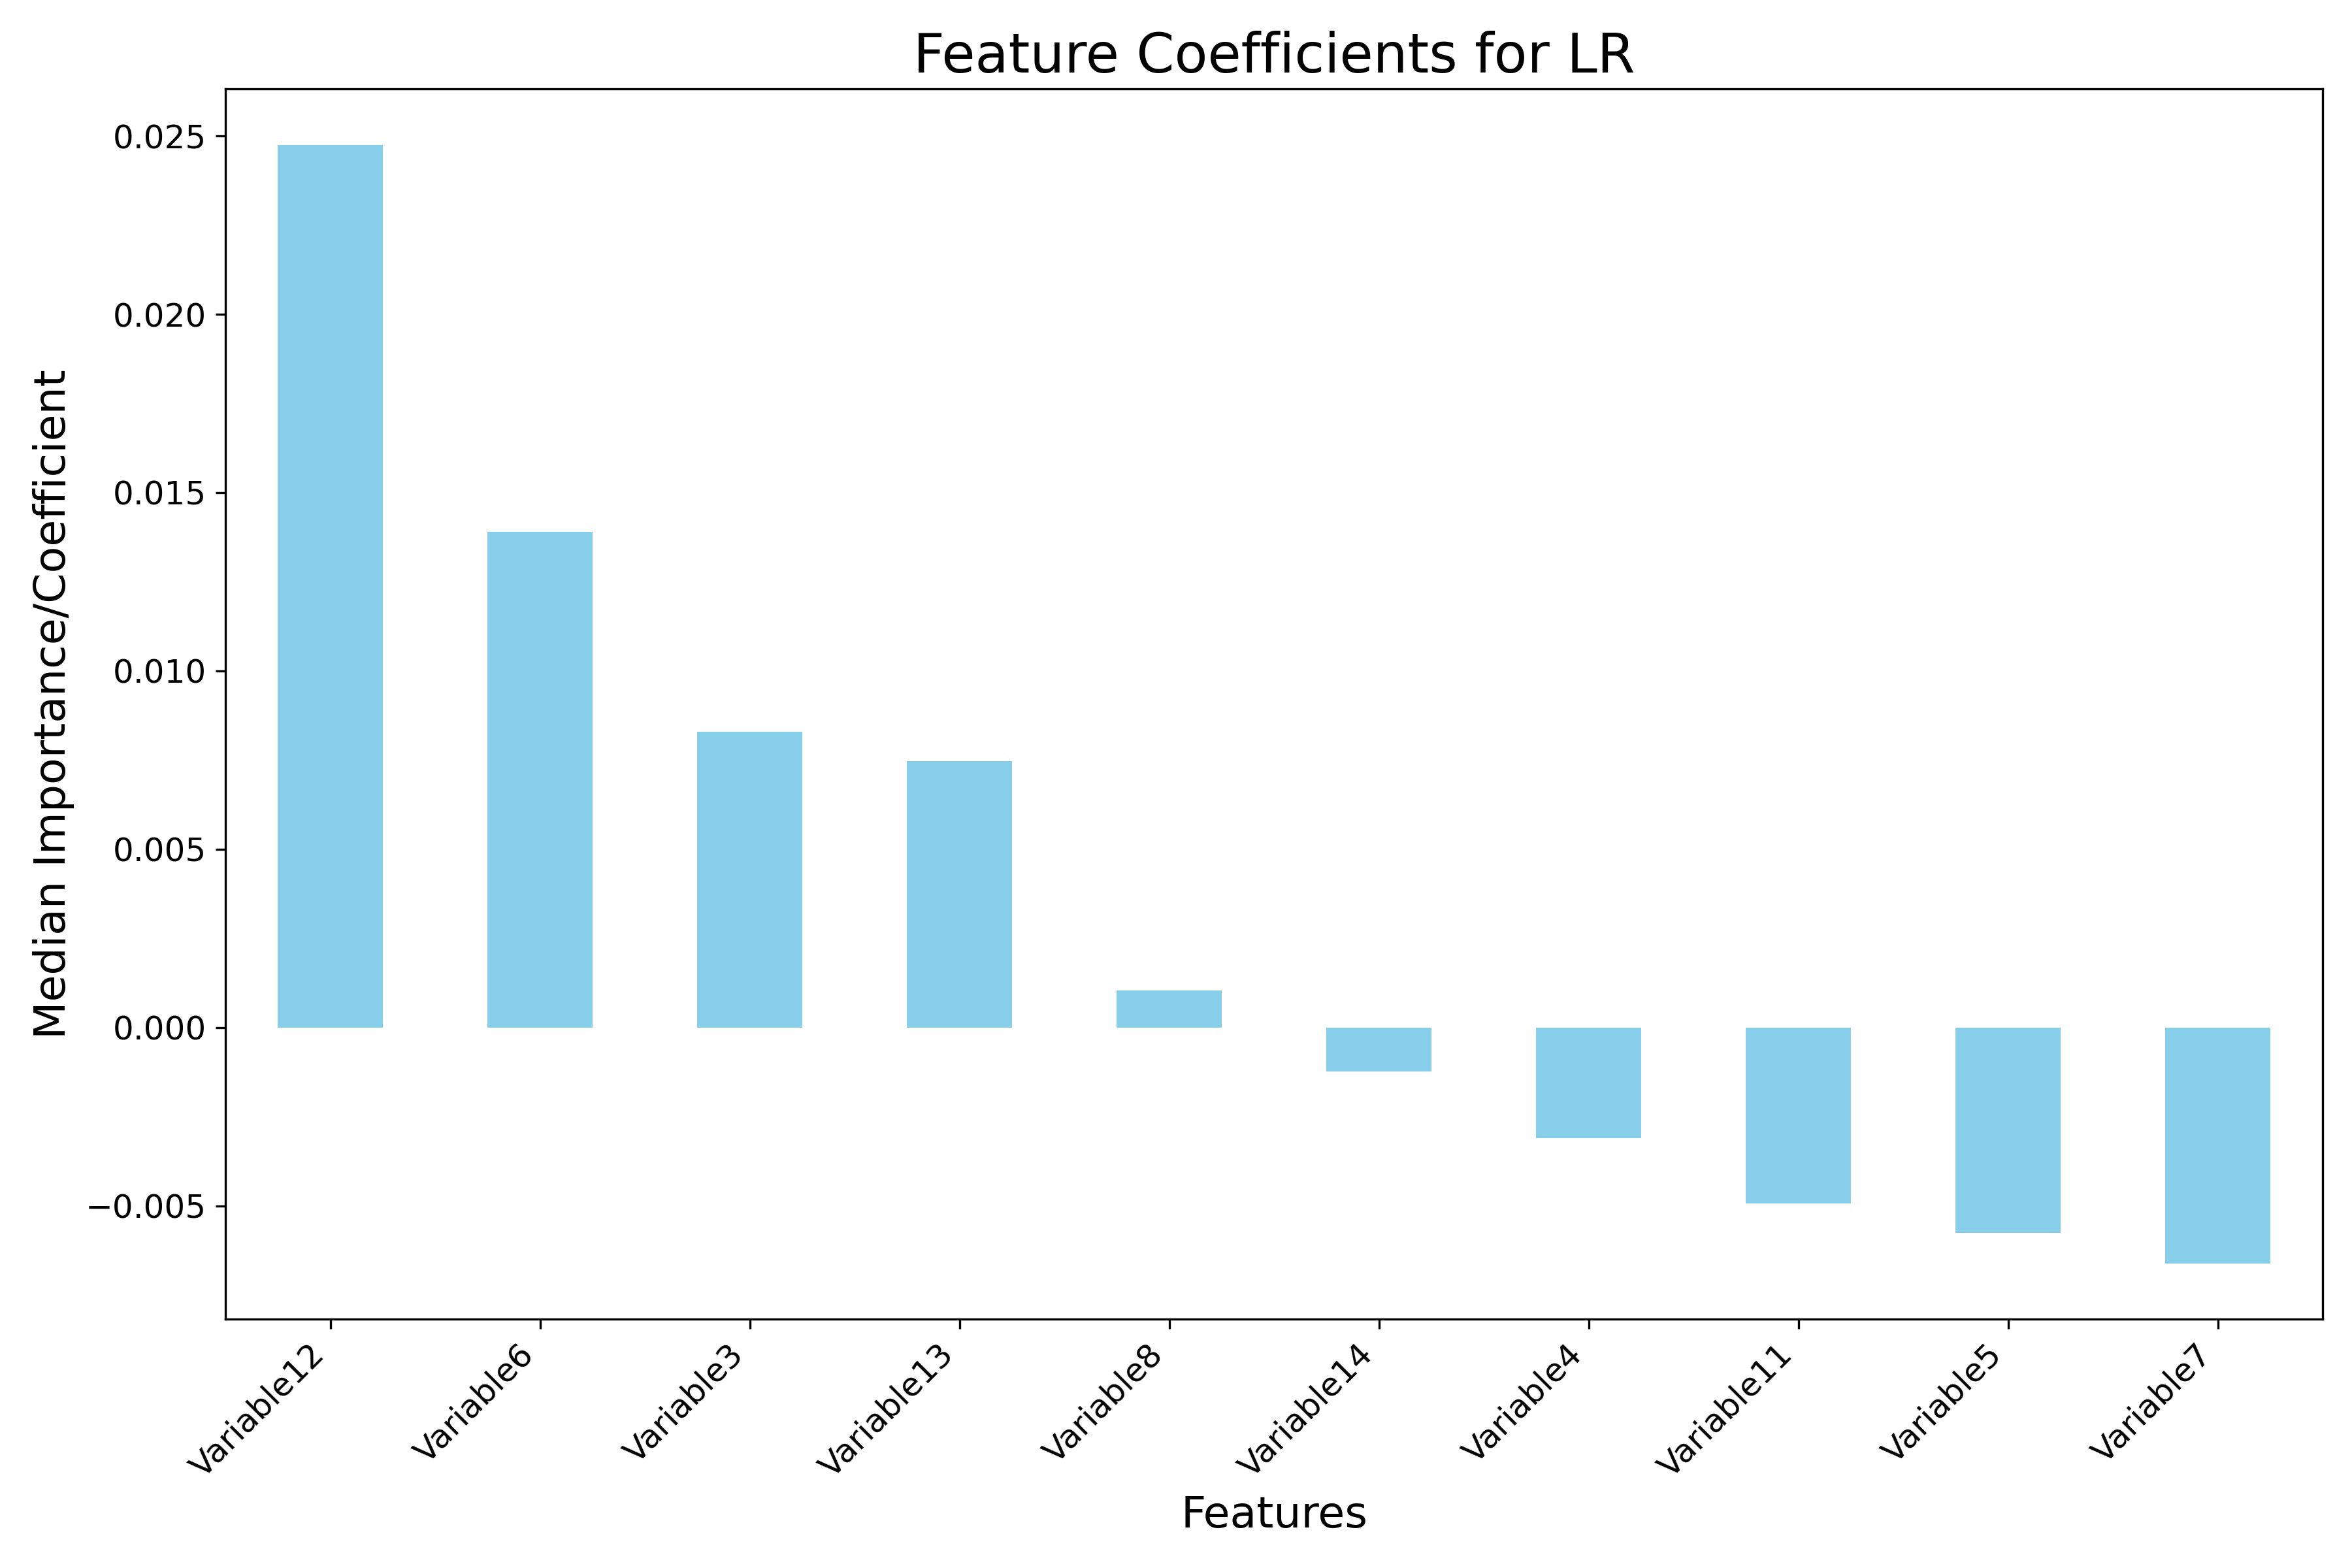 Feature Coefficients for LR
Median Importance/Coefficient
0.025
0.020
0.015
0.010
0.005
0.000
−0.005
Variable12
Variable6
Variable3
Variable13
Variable8
Variable14
Variable4
Variable11
Variable5
Variable7
Features